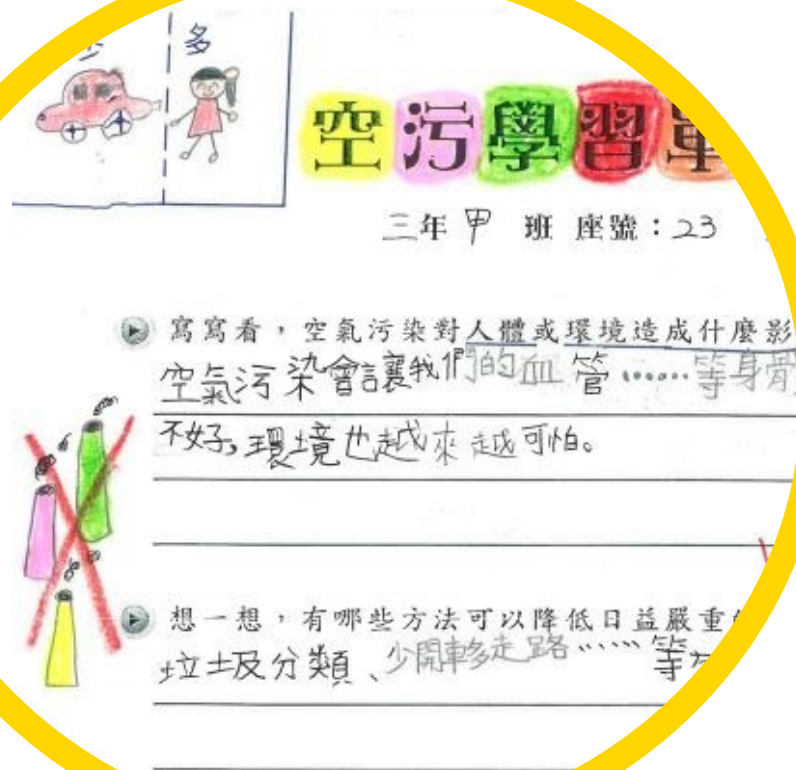 少 多
空污學習單
三年甲 班 座號：23
寫寫看，空氣污染對人體或環境造成什麼影
空氣污染會讓我們的血管……等身體
不好，環境也越來越可怕。
想一想，有哪些方法可以降低日益嚴重的
垃圾分類、少開車多走路……等方